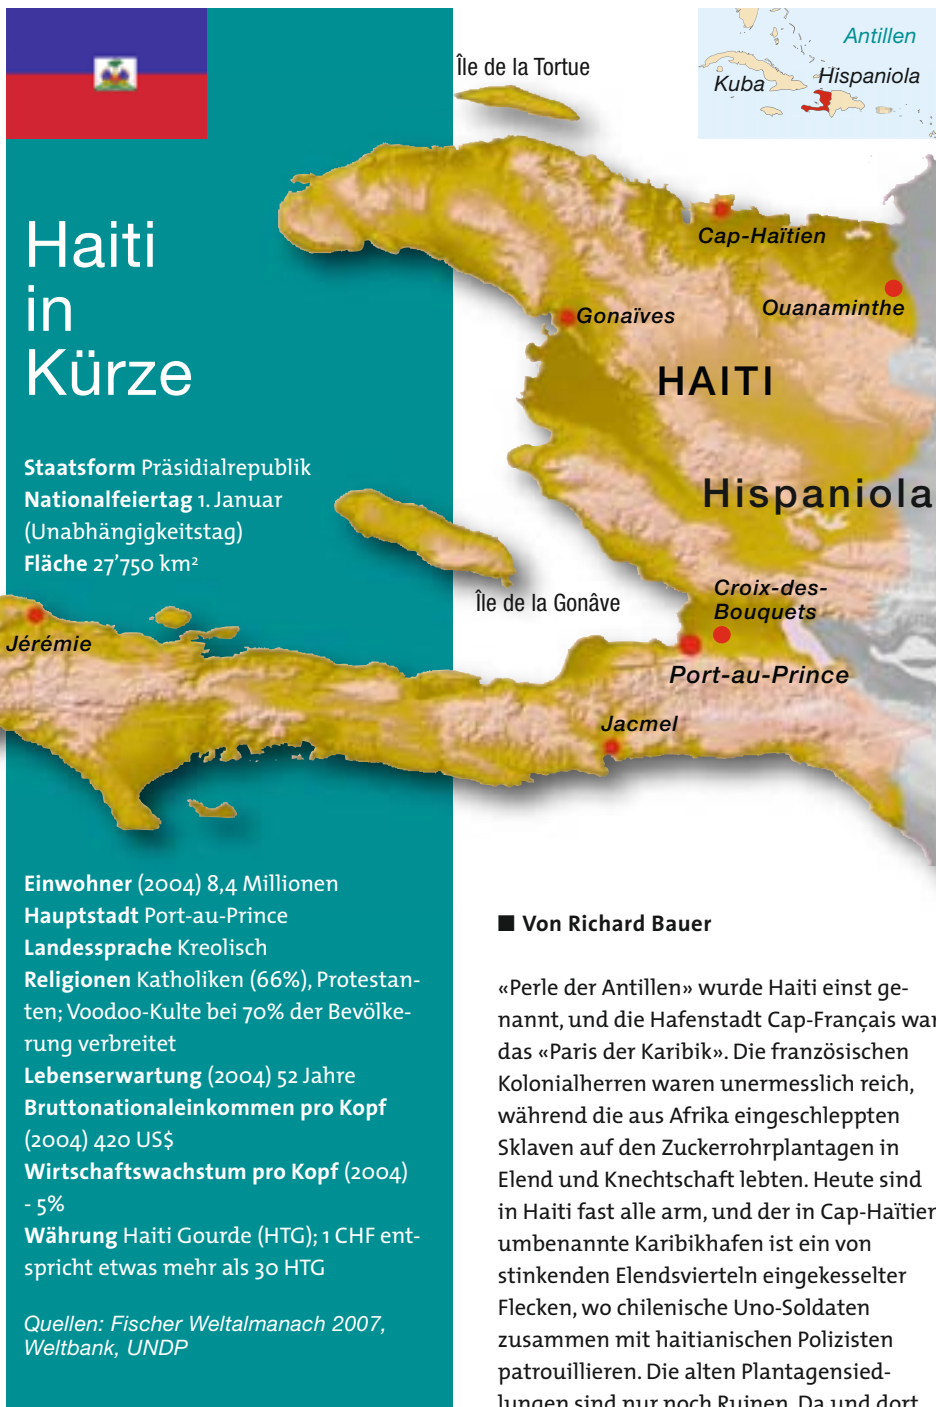 Antillen
Kuba
Hispaniola
Île de la Tortue
Cap-Haïtien
Ouanaminthe
Gonaïves
HAITI
Hispaniola
Île de la Gonâve
Croix-des-
Bouquets
Port-au-Prince
Jérémie
Jacmel
Haiti
in
Kürze
Staatsform Präsidialrepublik
Nationalfeiertag 1. Januar
(Unabhängigkeitstag)
Fläche 27’750 km²
Einwohner (2004) 8,4 Millionen
Hauptstadt Port-au-Prince
Landessprache Kreolisch
Religionen Katholiken (66%), Protestan-
ten; Voodoo-Kulte bei 70% der Bevölke-
rung verbreitet
Lebenserwartung (2004) 52 Jahre
Bruttonationaleinkommen pro Kopf
(2004) 420 US$
Wirtschaftswachstum pro Kopf (2004)
- 5%
Währung Haiti Gourde (HTG); 1 CHF ent-
spricht etwas mehr als 30 HTG
Quellen: Fischer Weltalmanach 2007,
Weltbank, UNDP
■ Von Richard Bauer
«Perle der Antillen» wurde Haiti einst ge-
nannt, und die Hafenstadt Cap-Français war
das «Paris der Karibik». Die französischen
Kolonialherren waren unermesslich reich,
während die aus Afrika eingeschleppten
Sklaven auf den Zuckerrohrplantagen in
Elend und Knechtschaft lebten. Heute sind
in Haiti fast alle arm, und der in Cap-Haïtien
umbenannte Karibikhafen ist ein von
stinkenden Elendsvierteln eingekesselter
Flecken, wo chilenische Uno-Soldaten
zusammen mit haitianischen Polizisten
patrouillieren. Die alten Plantagensied-
lungen sind nur noch Ruinen. Da und dort